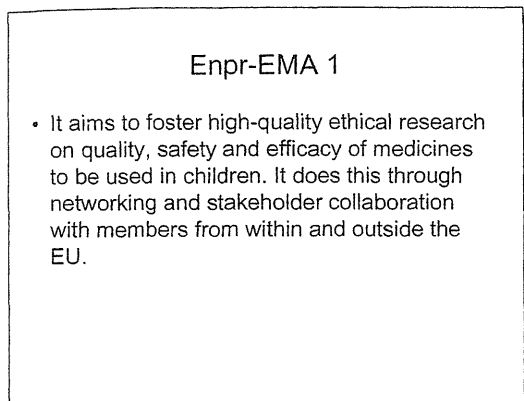 Enpr-EMA 1
• It aims to foster high-quality ethical research
on quality, safety and efficacy of medicines
to be used in children. It does this through
networking and stakeholder collaboration
with members from within and outside the
EU.